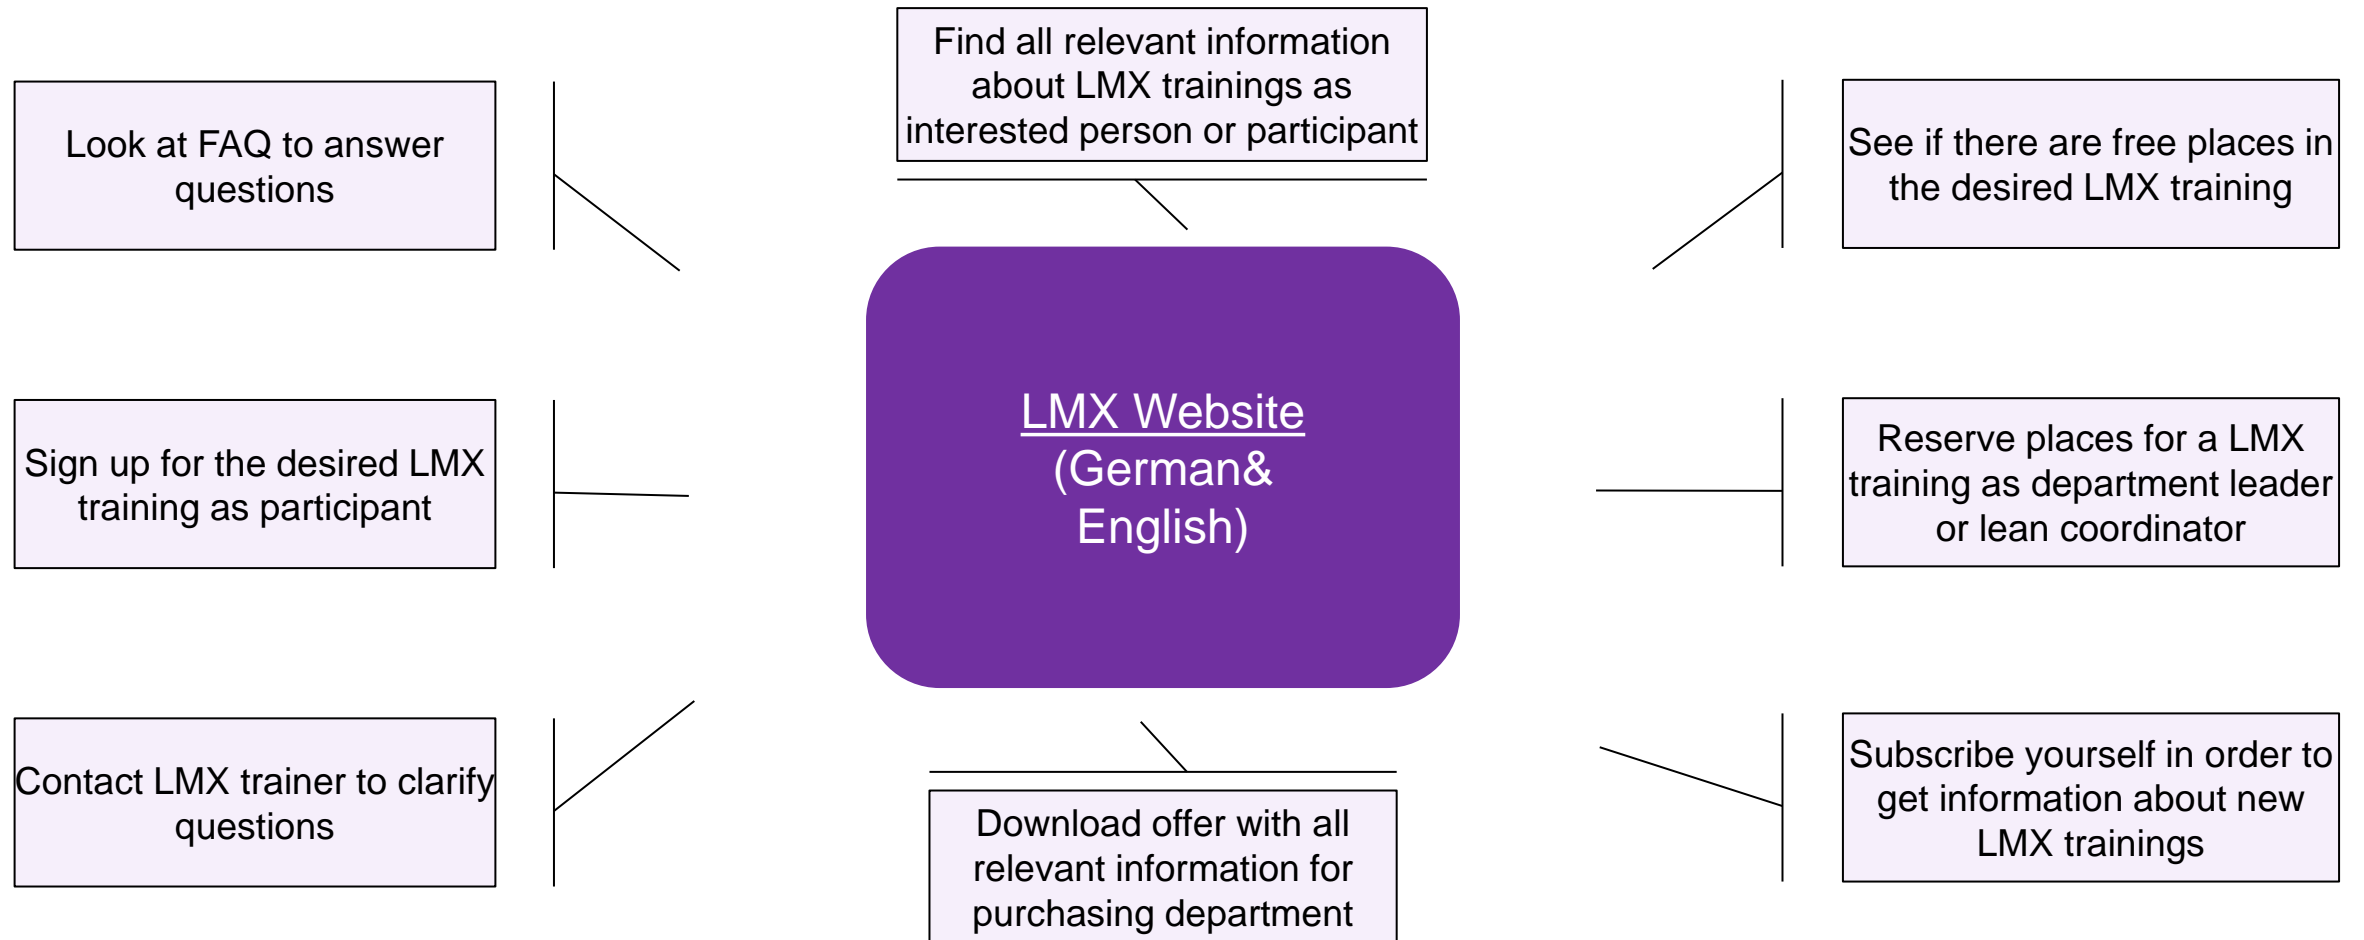 Find all relevant information
about LMX trainings as
interested person or participant
Look at FAQ to answer
questions
See if there are free places in
the desired LMX training
LMX Website
(German&
English)
Sign up for the desired LMX
training as participant
Reserve places for a LMX
training as department leader
or lean coordinator
Contact LMX trainer to clarify
questions
Subscribe yourself in order to
get information about new
LMX trainings
Download offer with all
relevant information for
purchasing department